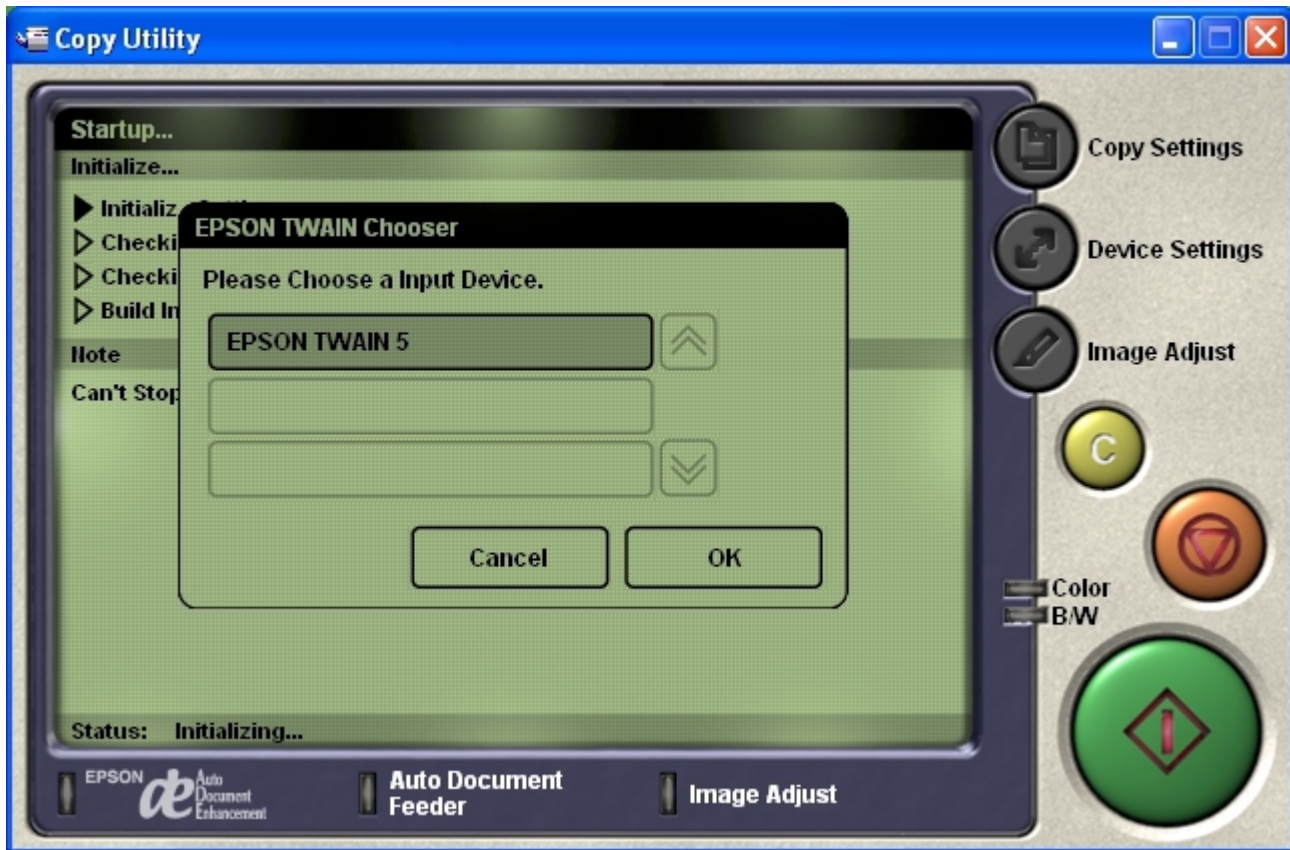 Copy Utility
Startup...
Initialize...
Initializ
Checki
Checki
Build In
Note
Can't Stop
EPSON TWAIN Chooser
Please Choose a Input Device.
EPSON TWAIN 5
Cancel
OK
Status: Initializing...
EPSON
Auto
Document
Enhancement
Auto Document
Feeder
Image Adjust
Copy Settings
Device Settings
Image Adjust
C
Color
B/W